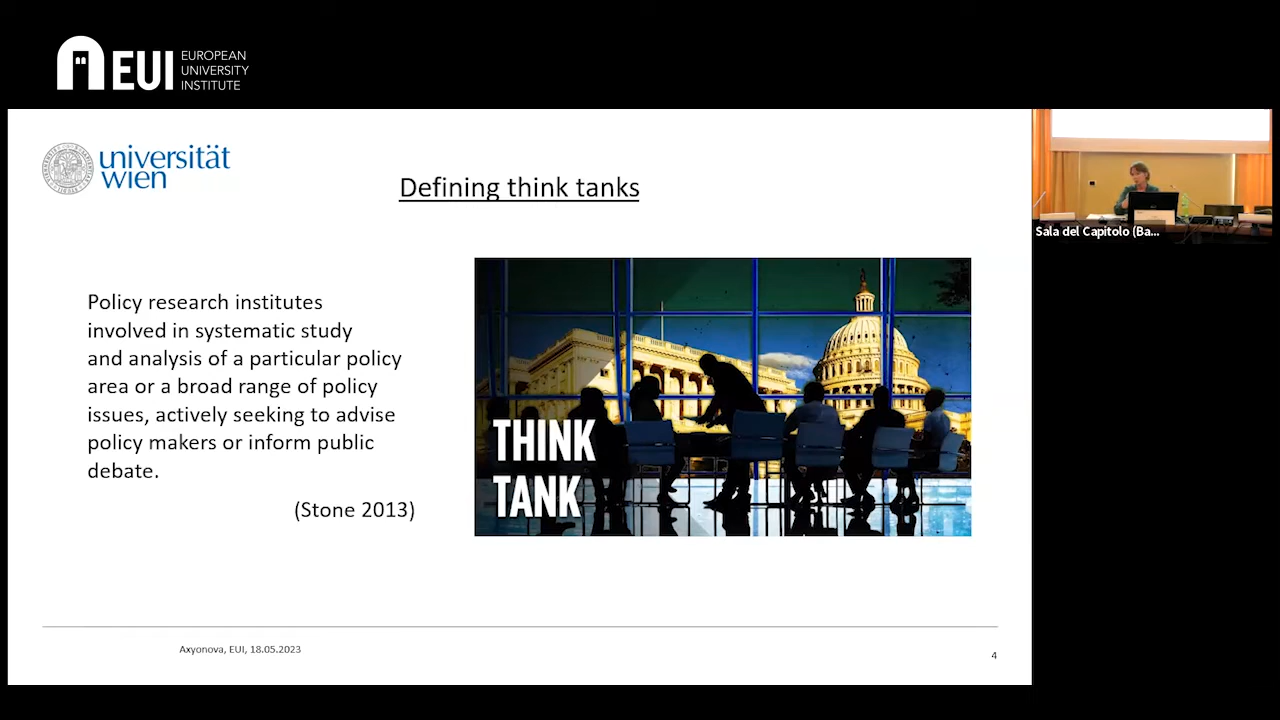 EUI
EUROPEAN
UNIVERSITY
INSTITUTE
universität
wien
Defining think tanks
Policy research institutes
involved in systematic study
and analysis of a particular policy
area or a broad range of policy
issues, actively seeking to advise
policy makers or inform public
debate.
(Stone 2013)
THINK
TANK
Axyonova, EUI, 18.05.2023
4
Sala del Capitolo (Ba...